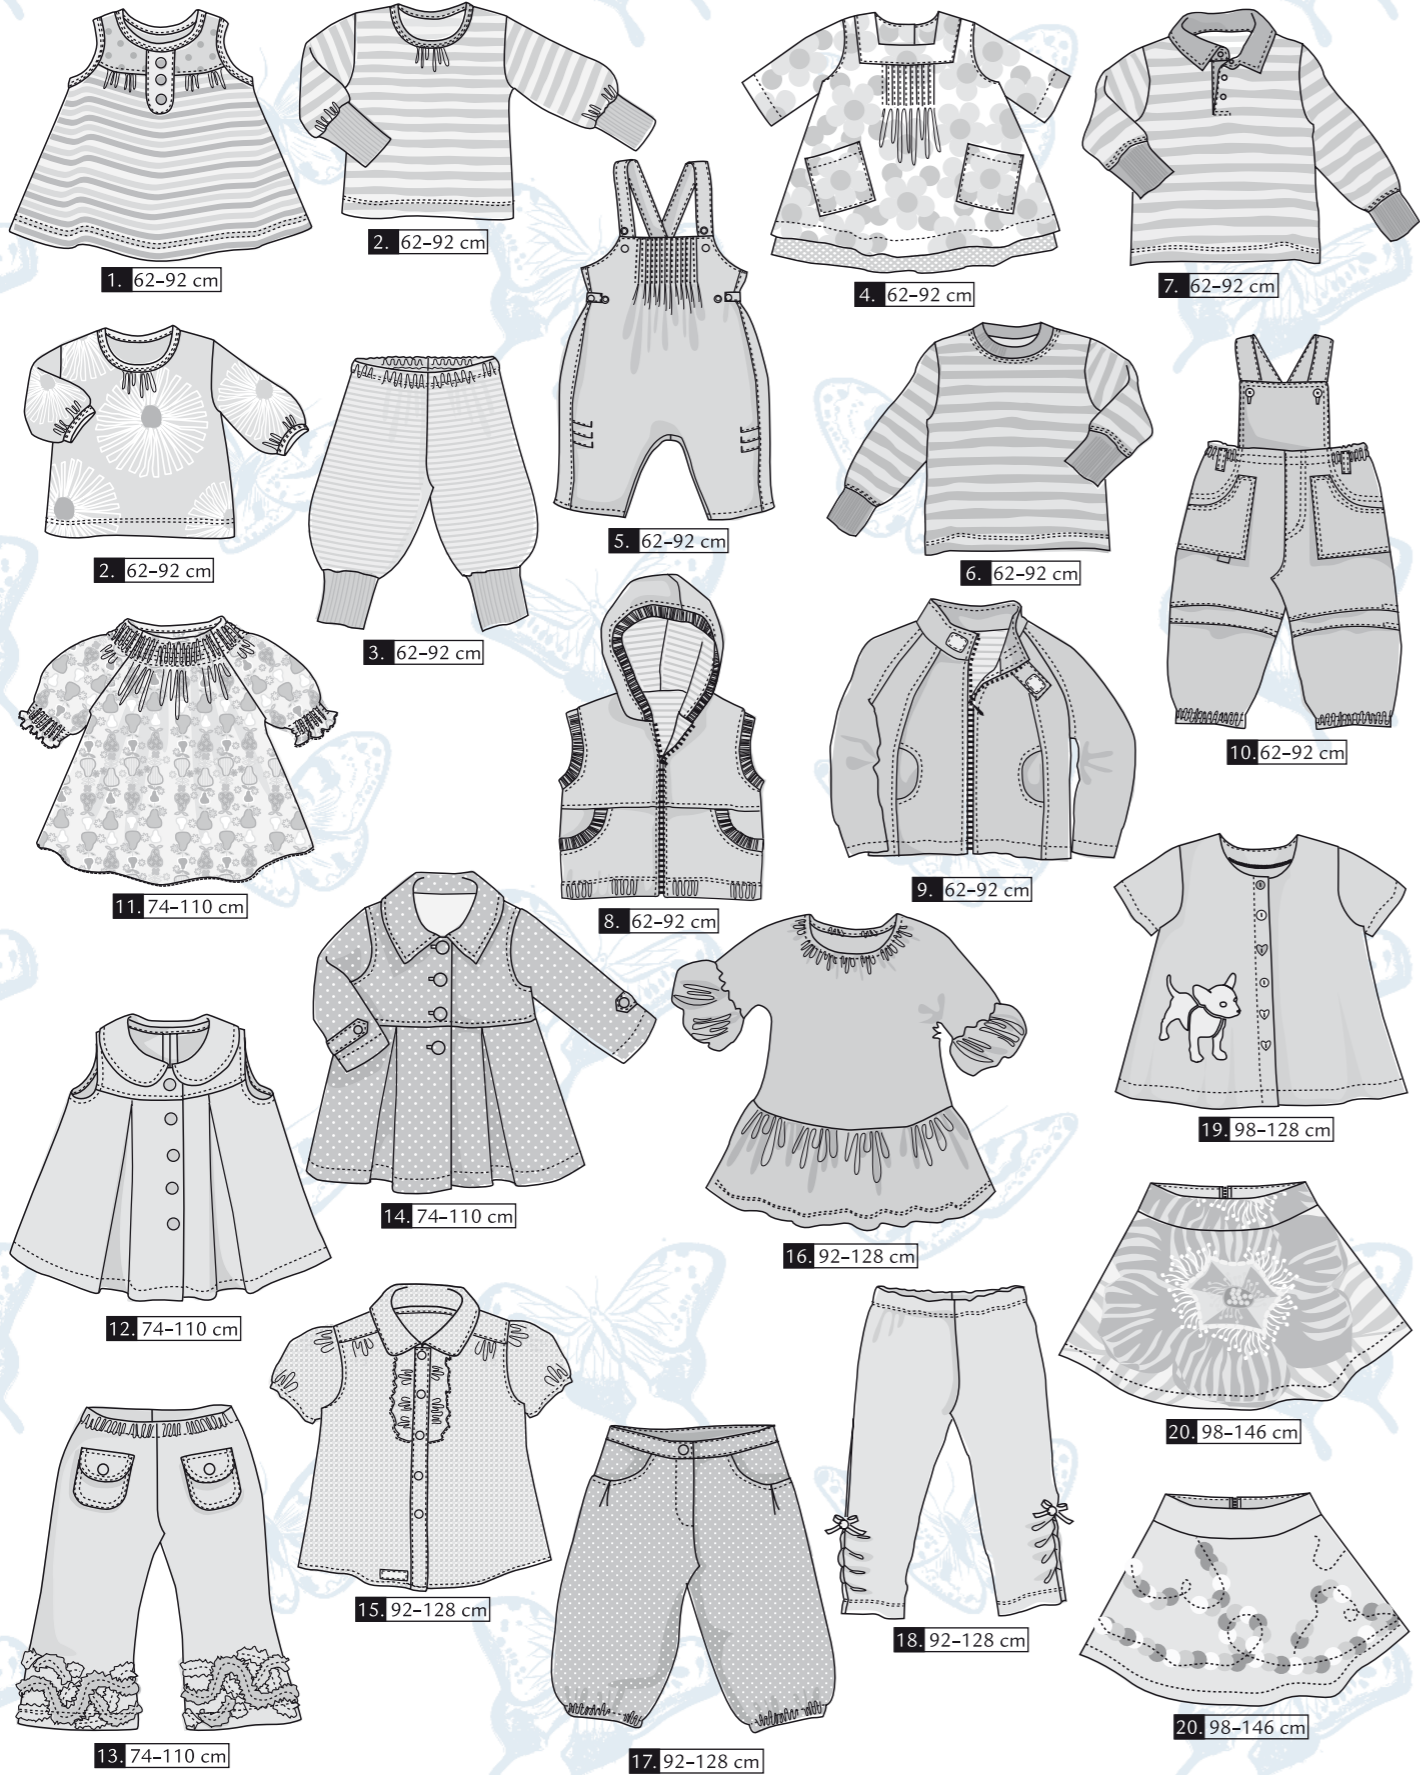 1. 62–92 cm
2. 62–92 cm
4. 62–92 cm
7. 62–92 cm
2. 62–92 cm
3. 62–92 cm
5. 62–92 cm
6. 62–92 cm
10. 62–92 cm
11. 74–110 cm
8. 62–92 cm
9. 62–92 cm
19. 98–128 cm
14. 74–110 cm
16. 92–128 cm
12. 74–110 cm
20. 98–146 cm
15. 92–128 cm
18. 92–128 cm
20. 98–146 cm
13. 74–110 cm
17. 92–128 cm